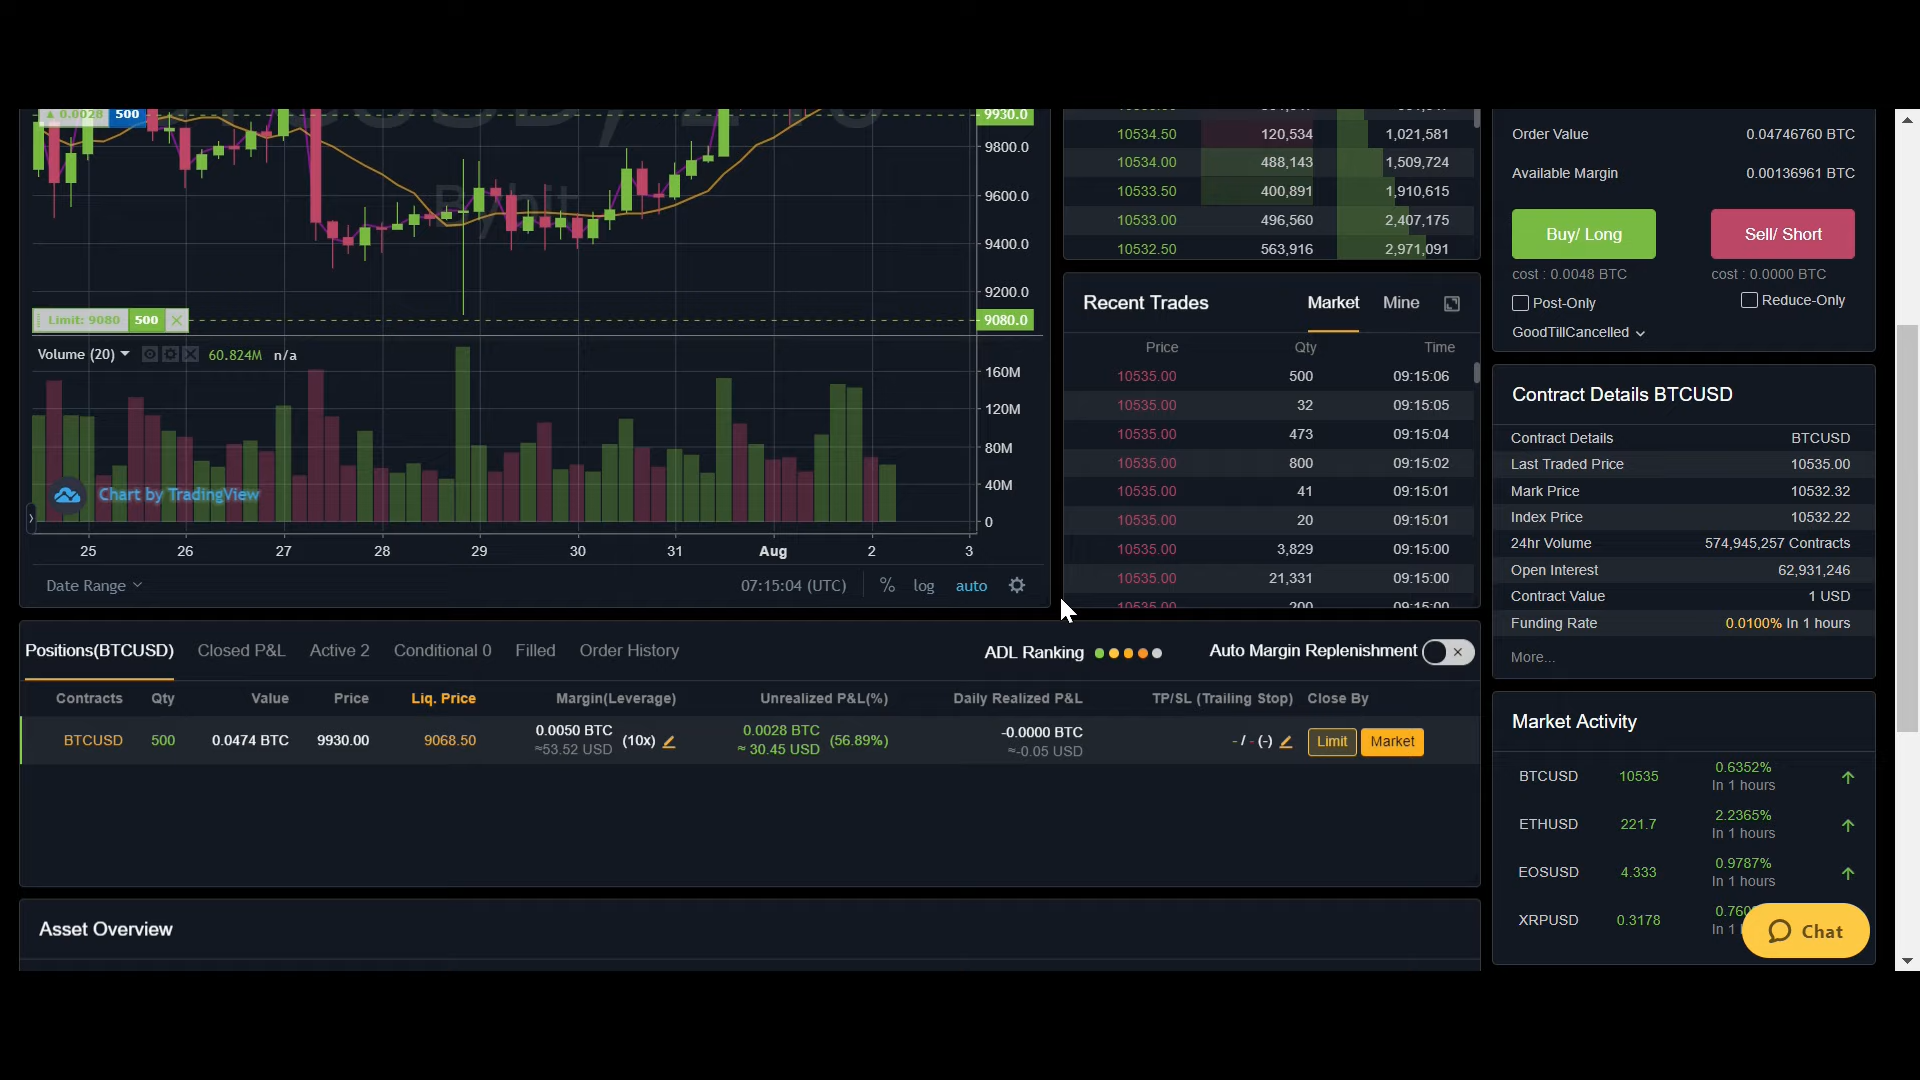 ▲ 0.0028 500
9930.0
9800.0
9600.0
9400.0
9200.0
9080.0
Bybit
Limit: 9080 500
Volume (20) 60.824M n/a
160M
120M
80M
40M
0
Chart by TradingView
25 26 27 28 29 30 31 Aug 2 3
Date Range 07:15:04 (UTC) % log auto
10534.50 120,534 1,021,581
10534.00 488,143 1,509,724
10533.50 400,891 1,910,615
10533.00 496,560 2,407,175
10532.50 563,916 2,971,091
Recent Trades Market Mine
Price Qty Time
10535.00 500 09:15:06
10535.00 32 09:15:05
10535.00 473 09:15:04
10535.00 800 09:15:02
10535.00 41 09:15:01
10535.00 20 09:15:01
10535.00 3,829 09:15:00
10535.00 21,331 09:15:00
10535.00 200 09:15:00
Order Value 0.04746760 BTC
Available Margin 0.00136961 BTC
Buy/ Long Sell/ Short
cost : 0.0048 BTC cost : 0.0000 BTC
Post-Only Reduce-Only
GoodTillCancelled
Contract Details BTCUSD
Contract Details BTCUSD
Last Traded Price 10535.00
Mark Price 10532.32
Index Price 10532.22
24hr Volume 574,945,257 Contracts
Open Interest 62,931,246
Contract Value 1 USD
Funding Rate 0.0100% In 1 hours
More...
Positions(BTCUSD) Closed P&L Active 2 Conditional 0 Filled Order History ADL Ranking Auto Margin Replenishment
Contracts Qty Value Price Liq. Price Margin(Leverage) Unrealized P&L(%) Daily Realized P&L TP/SL (Trailing Stop) Close By
BTCUSD 500 0.0474 BTC 9930.00 9068.50 0.0050 BTC (10x) 0.0028 BTC (56.89%) -0.0000 BTC - / - (-) Limit Market
≈53.52 USD ≈ 30.45 USD ≈-0.05 USD
Asset Overview
Market Activity
BTCUSD 10535 0.6352%
In 1 hours
ETHUSD 221.7 2.2365%
In 1 hours
EOSUSD 4.333 0.9787%
In 1 hours
XRPUSD 0.3178 0.760
In 1
Chat